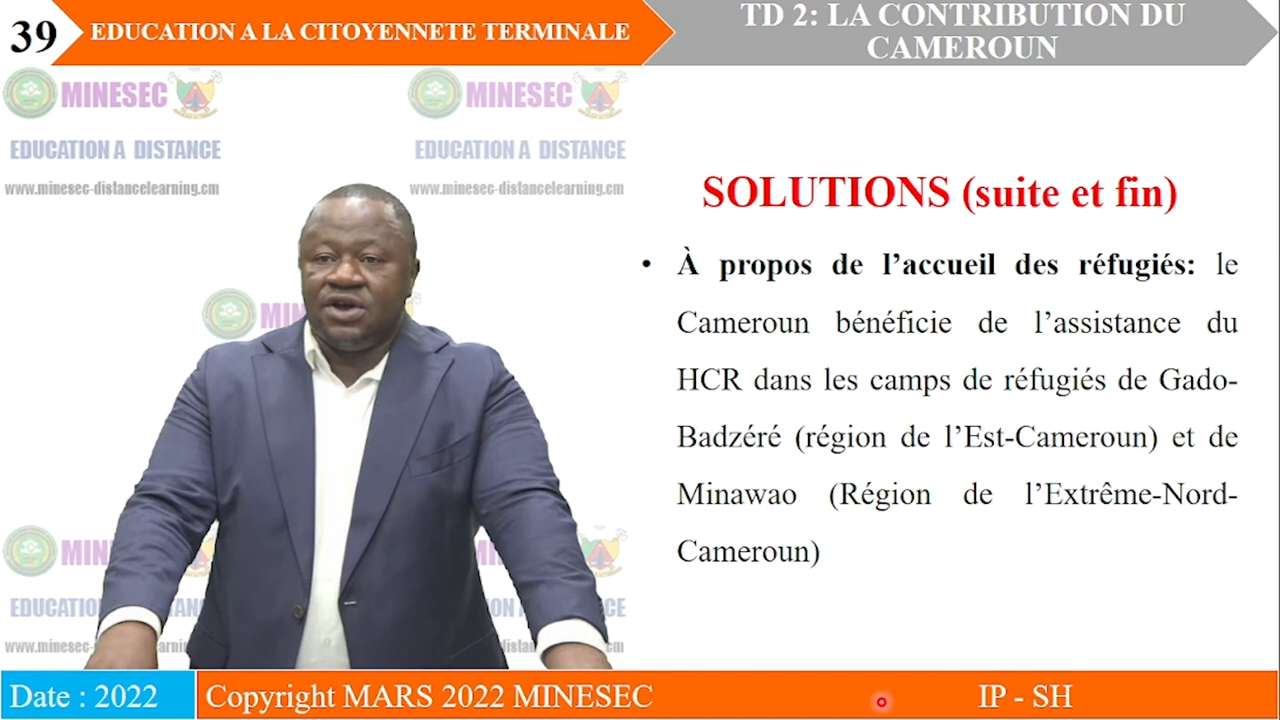 39
EDUCATION A LA CITOYENNETE TERMINALE
TD 2: LA CONTRIBUTION DU
CAMEROUN
MINESEC
MINESEC
EDUCATION A DISTANCE
EDUCATION A DISTANCE
www.minesec-distancelearning.cm
www.minesec-distancelearning.cm
SOLUTIONS (suite et fin)
• À propos de l’accueil des réfugiés: le
Cameroun bénéficie de l’assistance du
HCR dans les camps de réfugiés de Gado-
Badzéré (région de l’Est-Cameroun) et de
Minawao (Région de l’Extrême-Nord-
Cameroun)
Date : 2022
Copyright MARS 2022 MINESEC
IP - SH